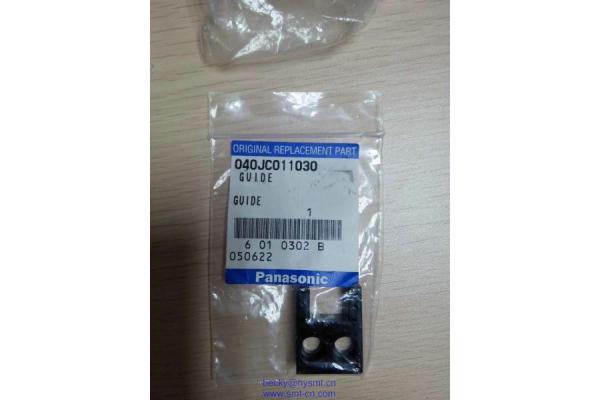 ORIGINAL REPLACEMENT PART
040JC011030
GUIDE
GUIDE
1
6 01 0302 B
050622
Panasonic
becky@hysmt.cn
www.smt-cn.com